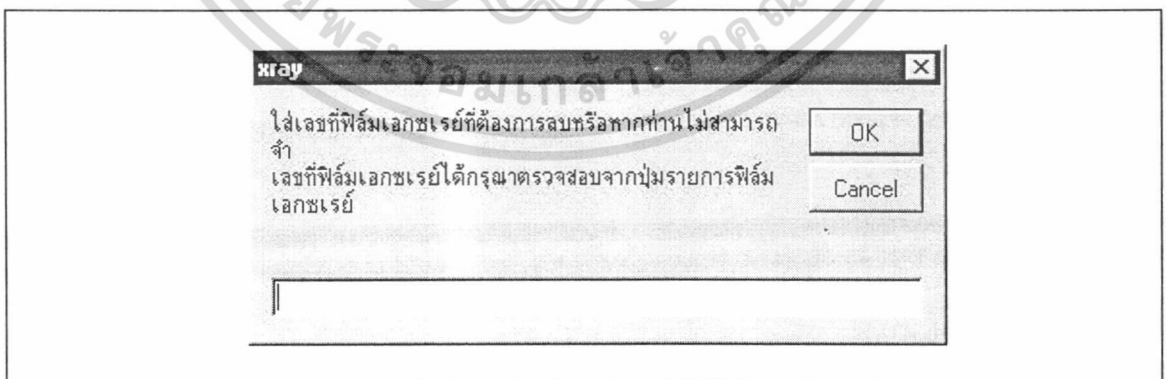 xray
ใส่เลขที่ฟิล์มเอกซเรย์ที่ต้องการลบหรือหากท่านไม่สามารถ
จำ
เลขที่ฟิล์มเอกซเรย์ได้กรุณาตรวจสอบจากปุ่มรายการฟิล์ม
เอกซเรย์
OK
Cancel